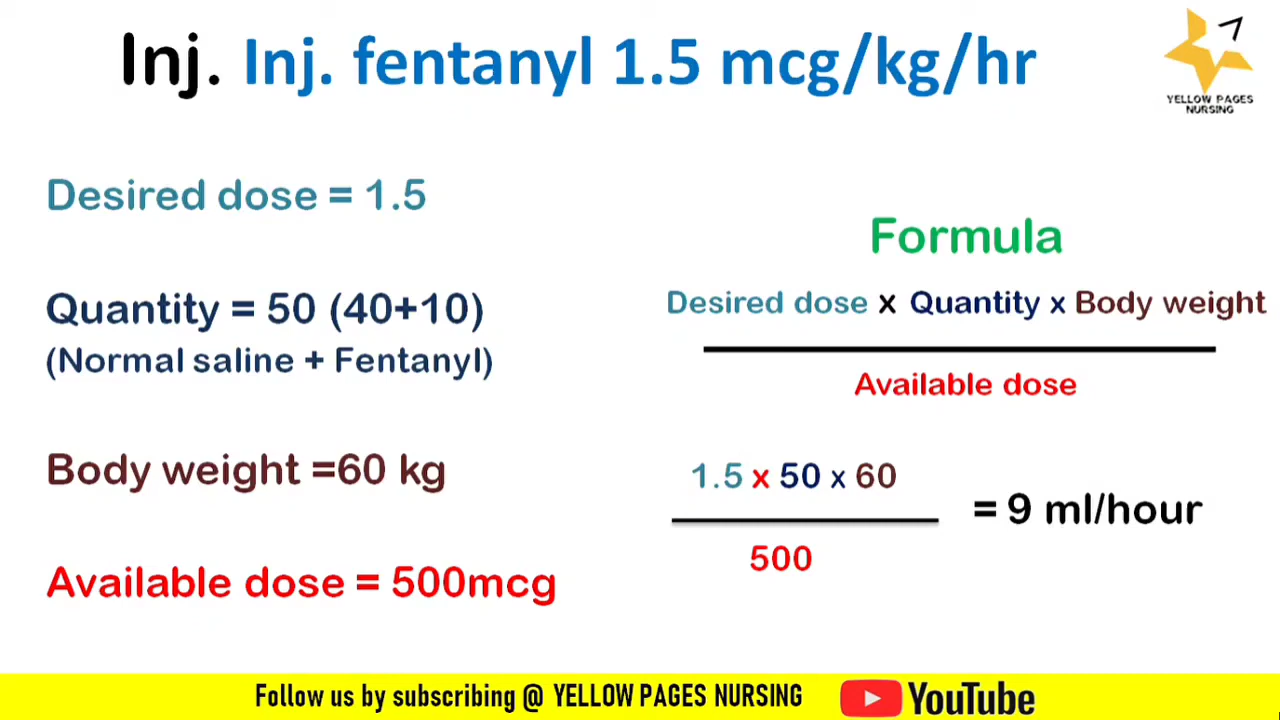 Inj. Inj. fentanyl 1.5 mcg/kg/hr
YELLOW PAGES
NURSING
Desired dose = 1.5
Quantity = 50 (40+10)
(Normal saline + Fentanyl)
Body weight =60 kg
Available dose = 500mcg
Formula
Desired dose x Quantity x Body weight
Available dose
1.5 x 50 x 60
= 9 ml/hour
500
Follow us by subscribing @ YELLOW PAGES NURSING YouTube